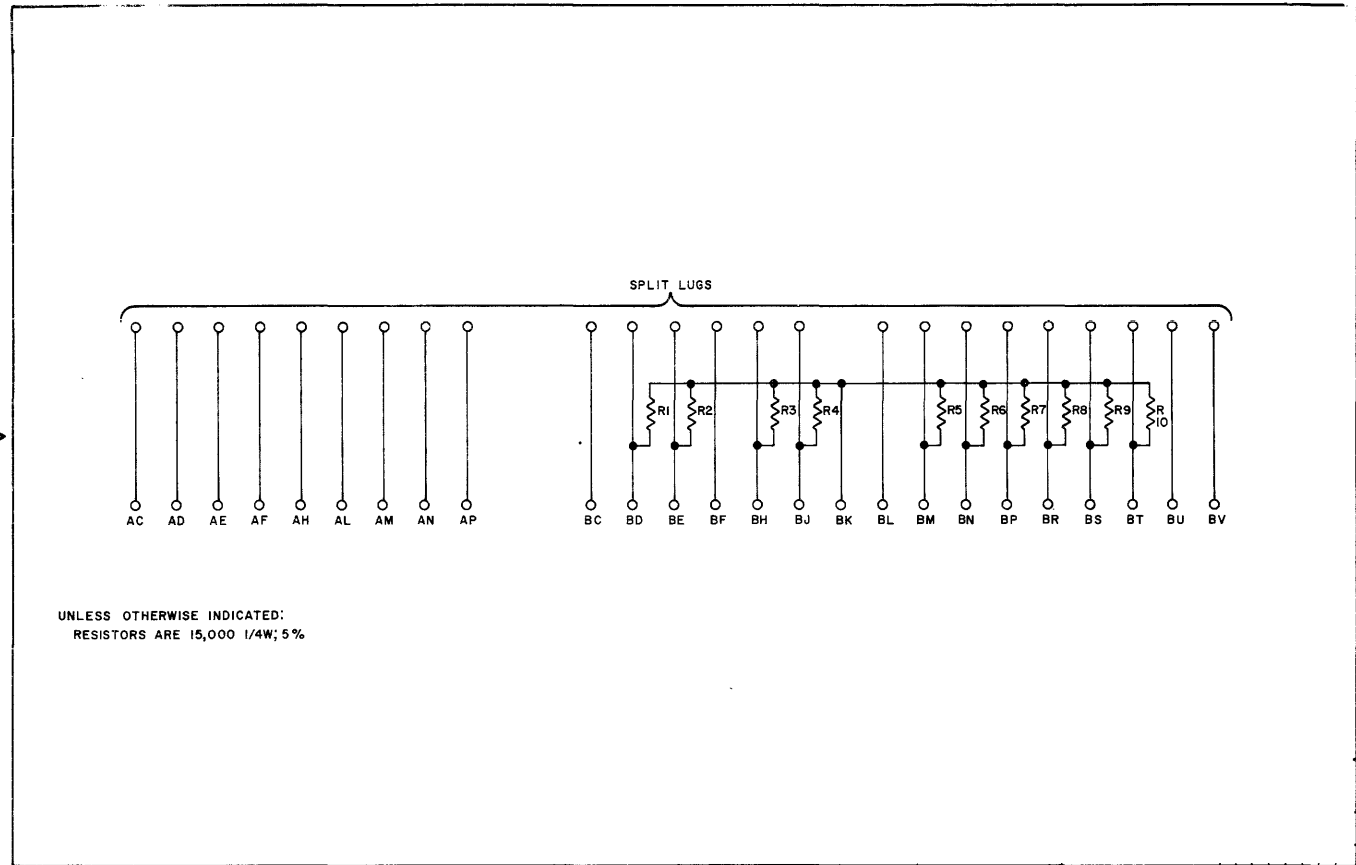 SPLIT LUGS
R1 R2 R3 R4 R5 R6 R7 R8 R9 R
10
AC AD AE AF AH AL AM AN AP BC BD BE BF BH BJ BK BL BM BN BP BR BS BT BU BV
UNLESS OTHERWISE INDICATED:
RESISTORS ARE 15,000 1/4W; 5%